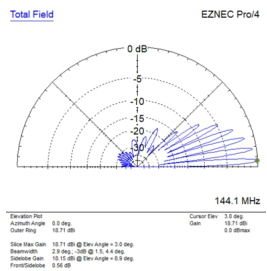 Total Field
EZNEC Pro/4
0 dB
-5
-10
-15
-20
-30
144.1 MHz
Elevation Plot
Cursor Elev 3.0 deg.
Azimuth Angle 0.0 deg.
Gain 18.71 dBi
Outer Ring 18.71 dBi
0.0 dBmax
Slice Max Gain 18.71 dBi @ Elev Angle = 3.0 deg.
Beamwidth 2.9 deg.; -3dB @ 1.5, 4.4 deg.
Sidelobe Gain 18.15 dBi @ Elev Angle = 8.9 deg.
Front/Sidelobe 0.56 dB